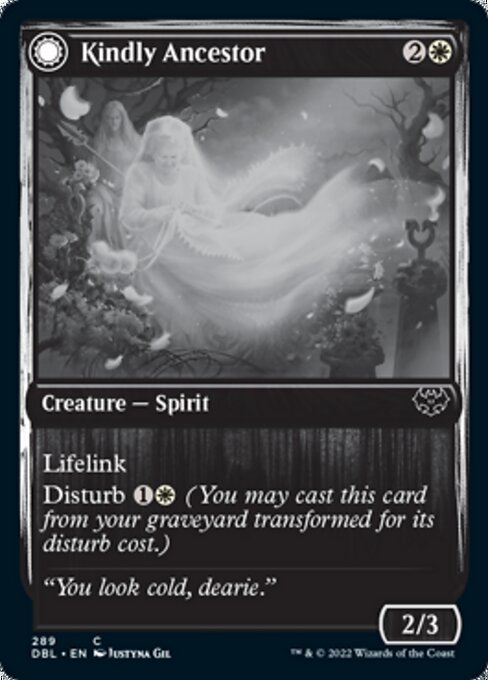 Kindly Ancestor 2
Creature — Spirit
Lifelink
Disturb 1 (You may cast this card
from your graveyard transformed for its
disturb cost.)
“You look cold, dearie.”
2/3
289 C
DBL • EN Justyna Gil
™ & © 2022 Wizards of the Coast